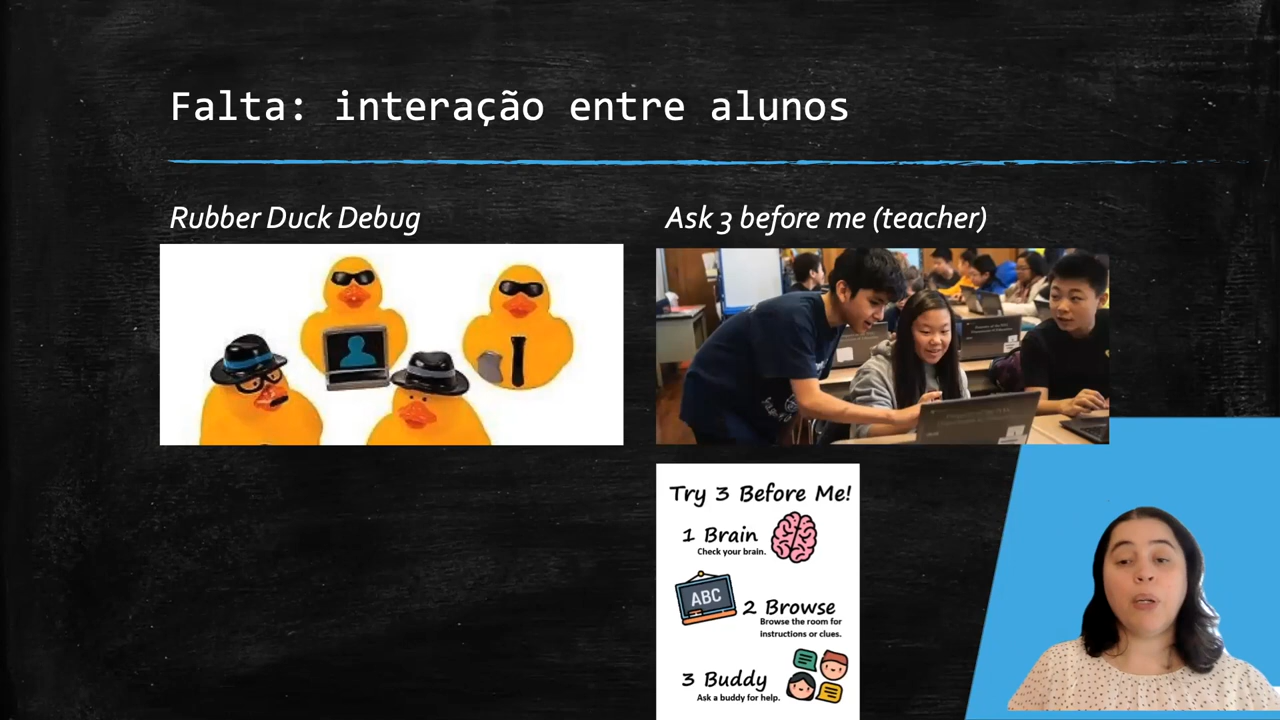 Falta: interação entre alunos
Rubber Duck Debug
Ask 3 before me (teacher)
Try 3 Before Me!
1 Brain
Check your brain.
ABC
2 Browse
Browse the room for
instructions or clues.
3 Buddy
Ask a buddy for help.